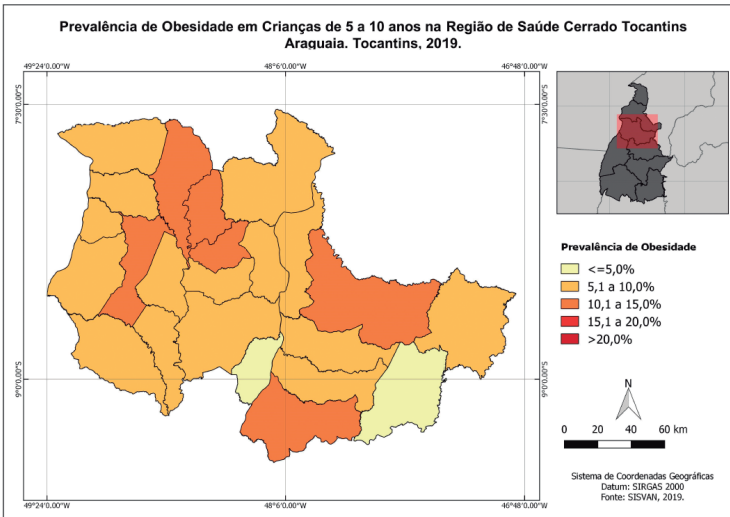 Prevalência de Obesidade em Crianças de 5 a 10 anos na Região de Saúde Cerrado Tocantins
Araguaia. Tocantins, 2019.
49°24'0.00"W
48°6'0.00"W
46°48'0.00"W
7°30'0.00"S
7°30'0.00"S
9°0'0.00"S
9°0'0.00"S
49°24'0.00"W
48°6'0.00"W
46°48'0.00"W
Prevalência de Obesidade
<=5,0%
5,1 a 10,0%
10,1 a 15,0%
15,1 a 20,0%
>20,0%
N
0 20 40 60 km
Sistema de Coordenadas Geográficas
Datum: SIRGAS 2000
Fonte: SISVAN, 2019.